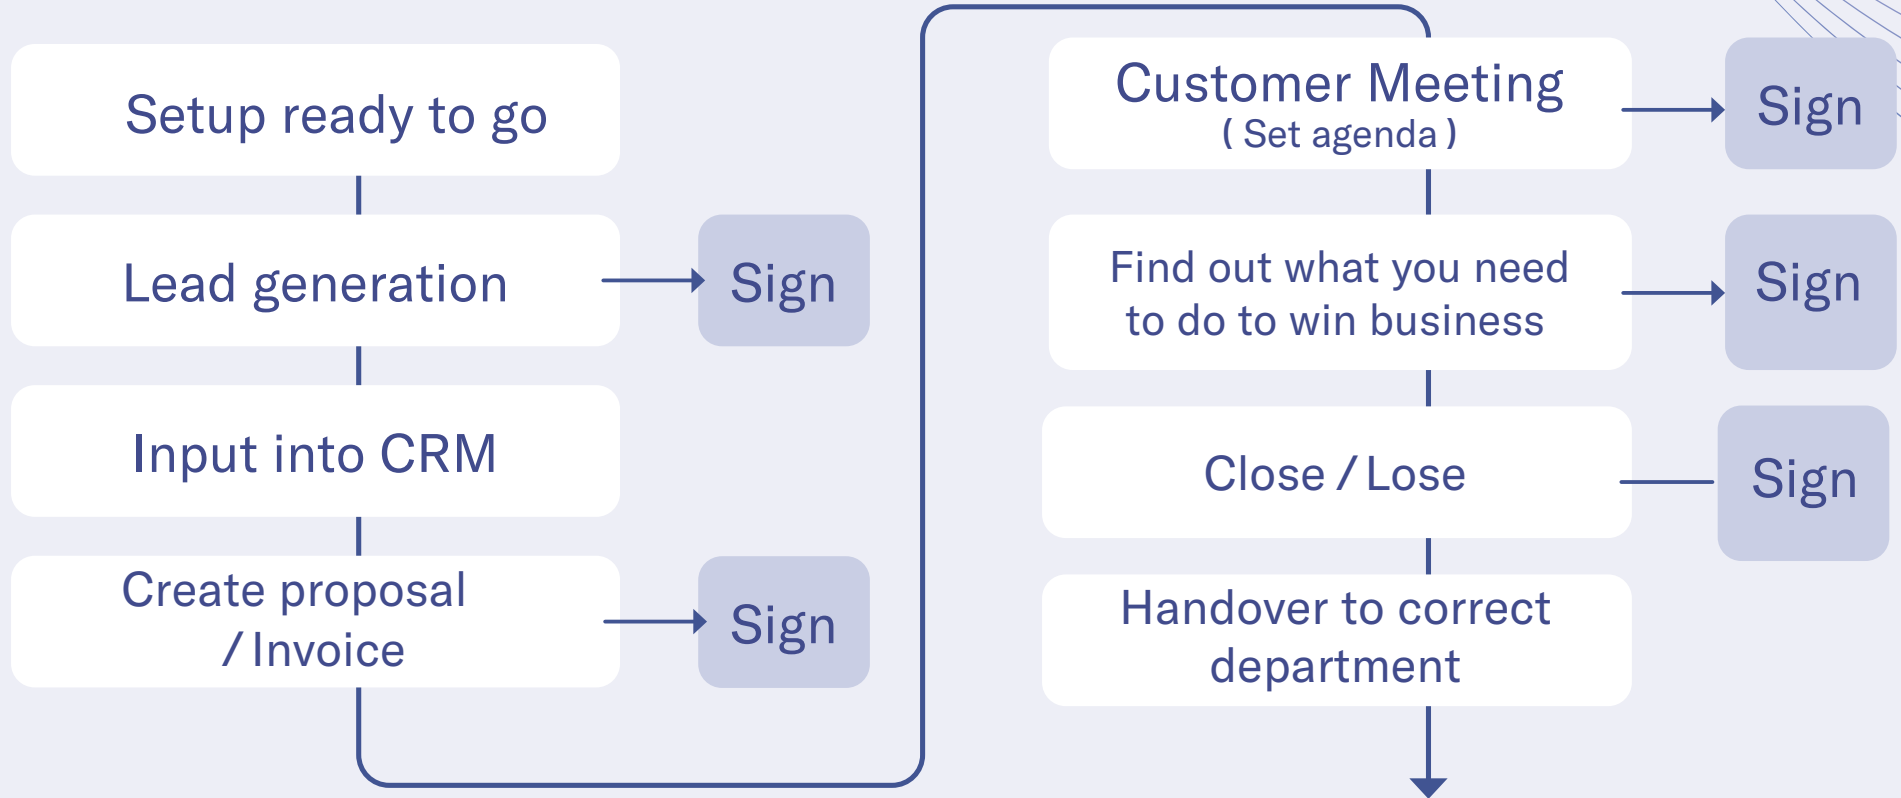 Setup ready to go
Lead generation
Sign
Input into CRM
Create proposal
/ Invoice
Sign
Customer Meeting
( Set agenda )
Sign
Find out what you need
to do to win business
Sign
Close / Lose
Sign
Handover to correct
department